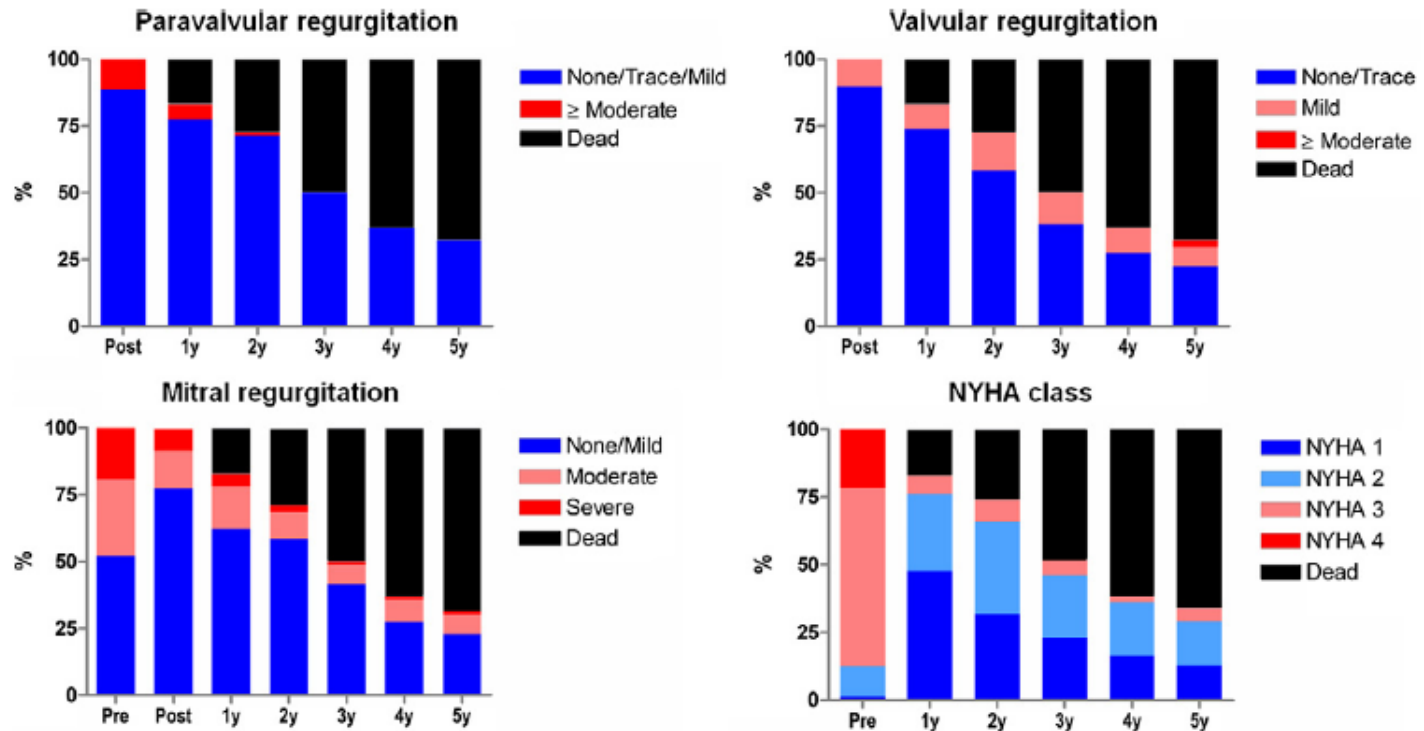 Paravalvular regurgitation
100
75
50
25
0
%
Post 1y 2y 3y 4y 5y
None/Trace/Mild
≥ Moderate
Dead
Valvular regurgitation
100
75
50
25
0
%
Post 1y 2y 3y 4y 5y
None/Trace
Mild
≥ Moderate
Dead
Mitral regurgitation
100
75
50
25
0
%
Pre Post 1y 2y 3y 4y 5y
None/Mild
Moderate
Severe
Dead
NYHA class
100
75
50
25
0
%
Pre 1y 2y 3y 4y 5y
NYHA 1
NYHA 2
NYHA 3
NYHA 4
Dead